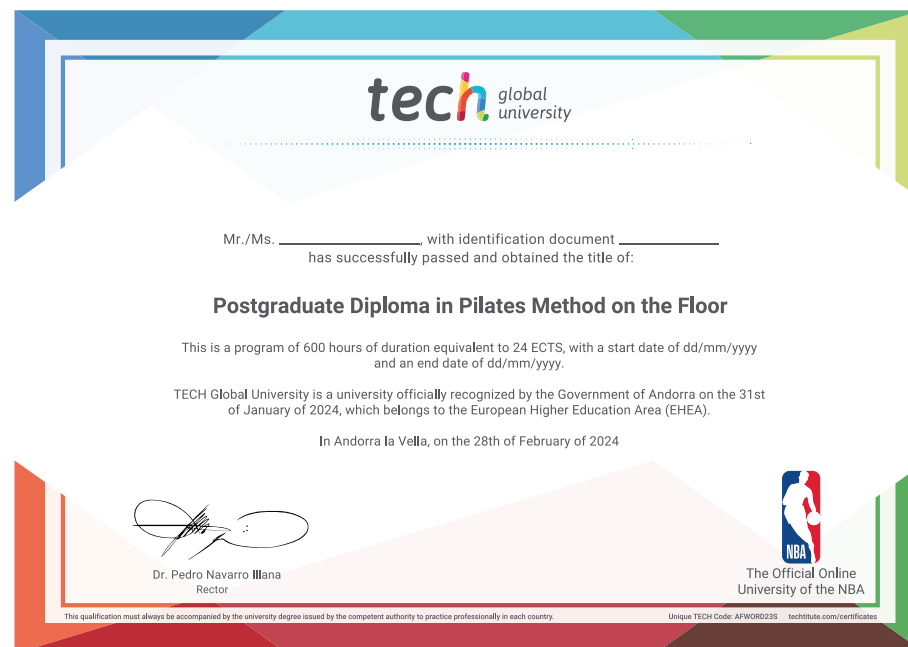 tech global university
Mr./Ms. ____________, with identification document ____________
has successfully passed and obtained the title of:
Postgraduate Diploma in Pilates Method on the Floor
This is a program of 600 hours of duration equivalent to 24 ECTS, with a start date of dd/mm/yyyy
and an end date of dd/mm/yyyy.
TECH Global University is a university officially recognized by the Government of Andorra on the 31st
of January of 2024, which belongs to the European Higher Education Area (EHEA).
In Andorra la Vella, on the 28th of February of 2024
Dr. Pedro Navarro Illana
Rector
NBA
The Official Online
University of the NBA
This qualification must always be accompanied by the university degree issued by the competent authority to practice professionally in each country.
Unique TECH Code: AFWORD23S techtitute.com/certificates